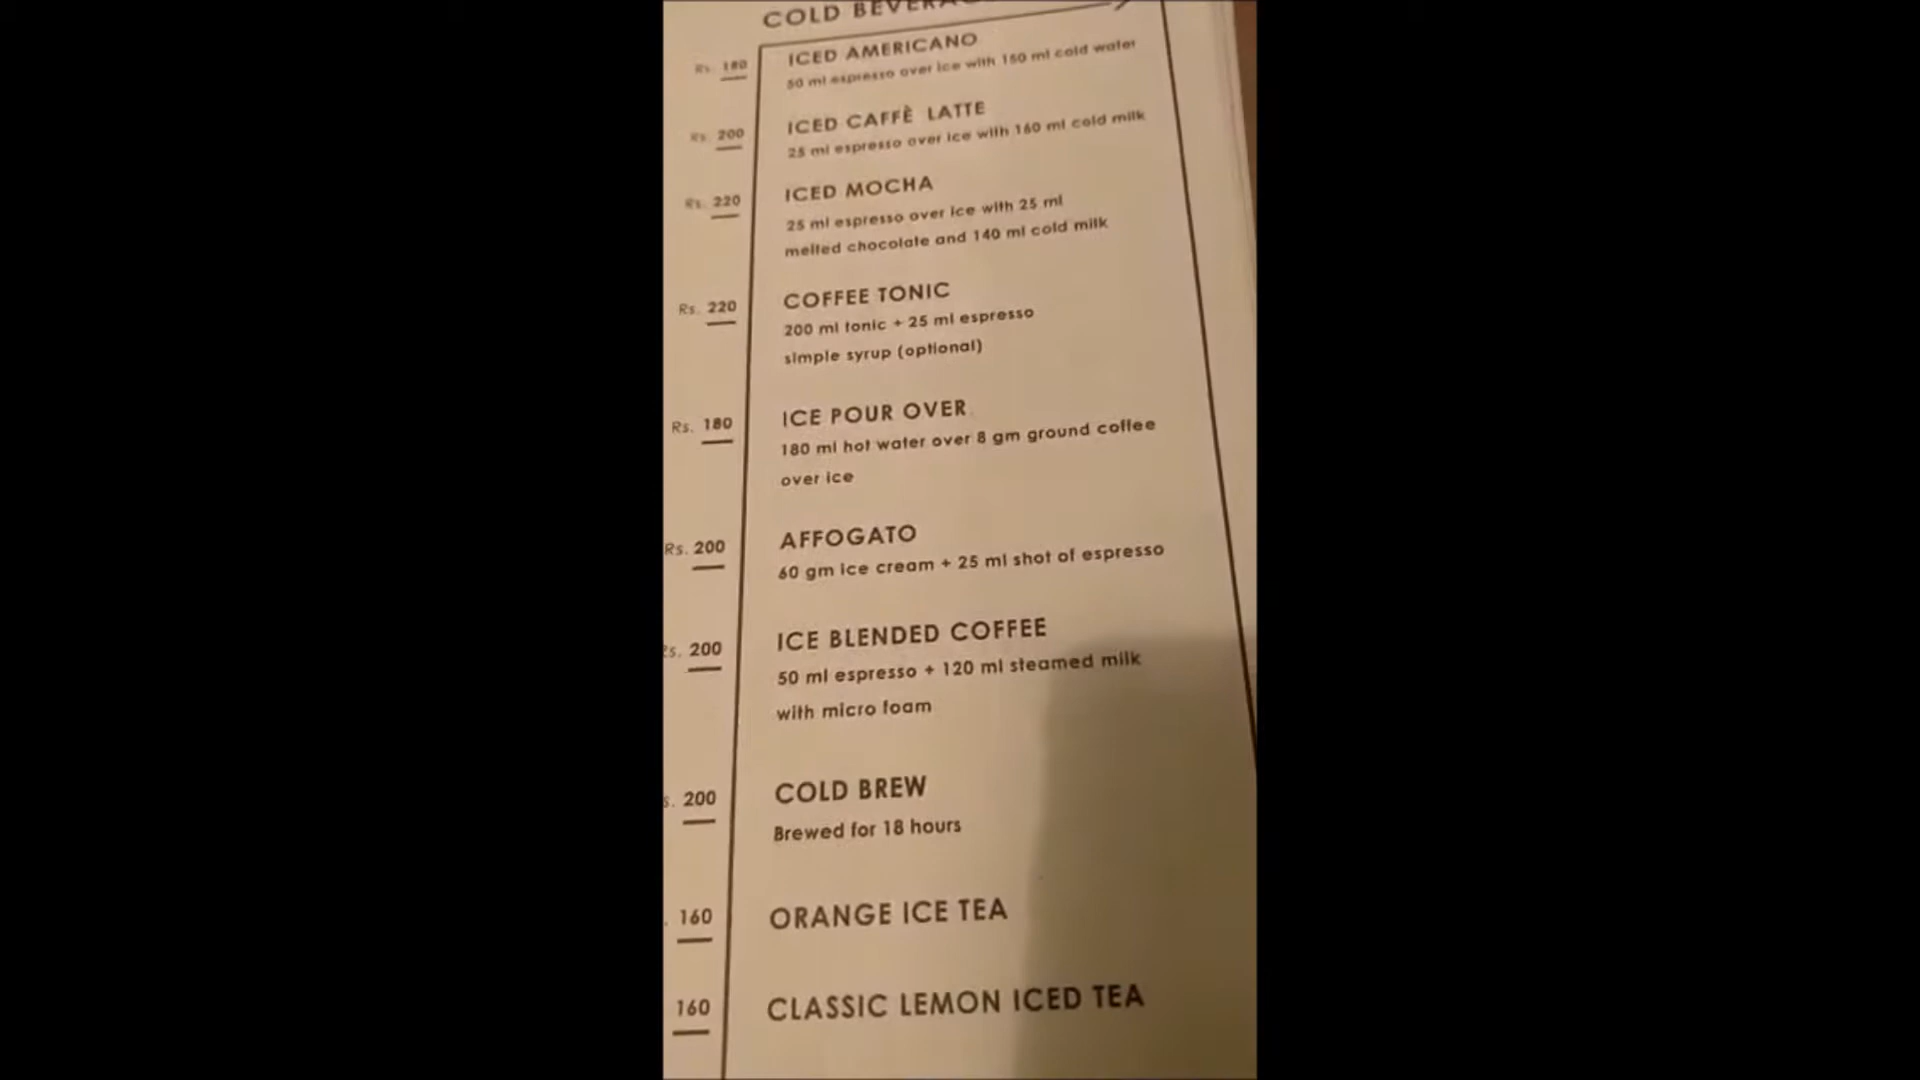 COLD BEVERAG
Rs. 180 ICED AMERICANO
50 ml espresso over ice with 150 ml cold water
Rs. 200 ICED CAFFÈ LATTE
25 ml espresso over ice with 160 ml cold milk
Rs. 220 ICED MOCHA
25 ml espresso over ice with 25 ml
melted chocolate and 140 ml cold milk
Rs. 220 COFFEE TONIC
200 ml tonic + 25 ml espresso
simple syrup (optional)
Rs. 180 ICE POUR OVER
180 ml hot water over 8 gm ground coffee
over ice
Rs. 200 AFFOGATO
60 gm ice cream + 25 ml shot of espresso
Rs. 200 ICE BLENDED COFFEE
50 ml espresso + 120 ml steamed milk
with micro foam
s. 200 COLD BREW
Brewed for 18 hours
. 160 ORANGE ICE TEA
160 CLASSIC LEMON ICED TEA